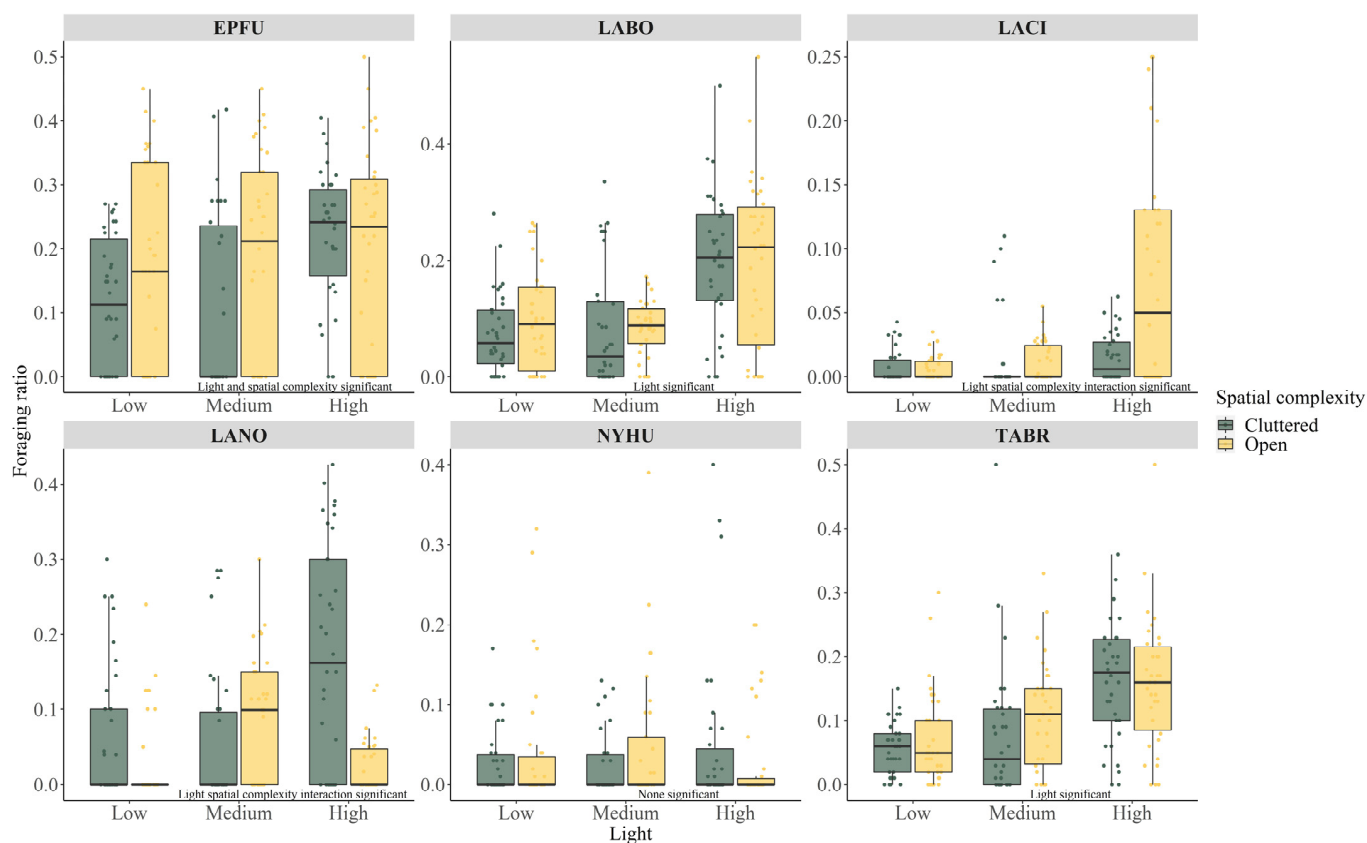 EPFU LABO LACI
0.5
0.4
0.3
0.2
0.1
0.0
0.4
0.2
0.0
0.25
0.20
0.15
0.10
0.05
0.00
Light and spatial complexity significant
Light significant
Light spatial complexity interaction significant
Low Medium High
Low Medium High
Low Medium High
Foraging ratio
Spatial complexity
Cluttered
Open
LANO NYHU TABR
0.4
0.3
0.2
0.1
0.0
0.4
0.3
0.2
0.1
0.0
0.5
0.4
0.3
0.2
0.1
0.0
Light spatial complexity interaction significant
None significant
Light significant
Low Medium High
Low Medium High
Low Medium High
Light